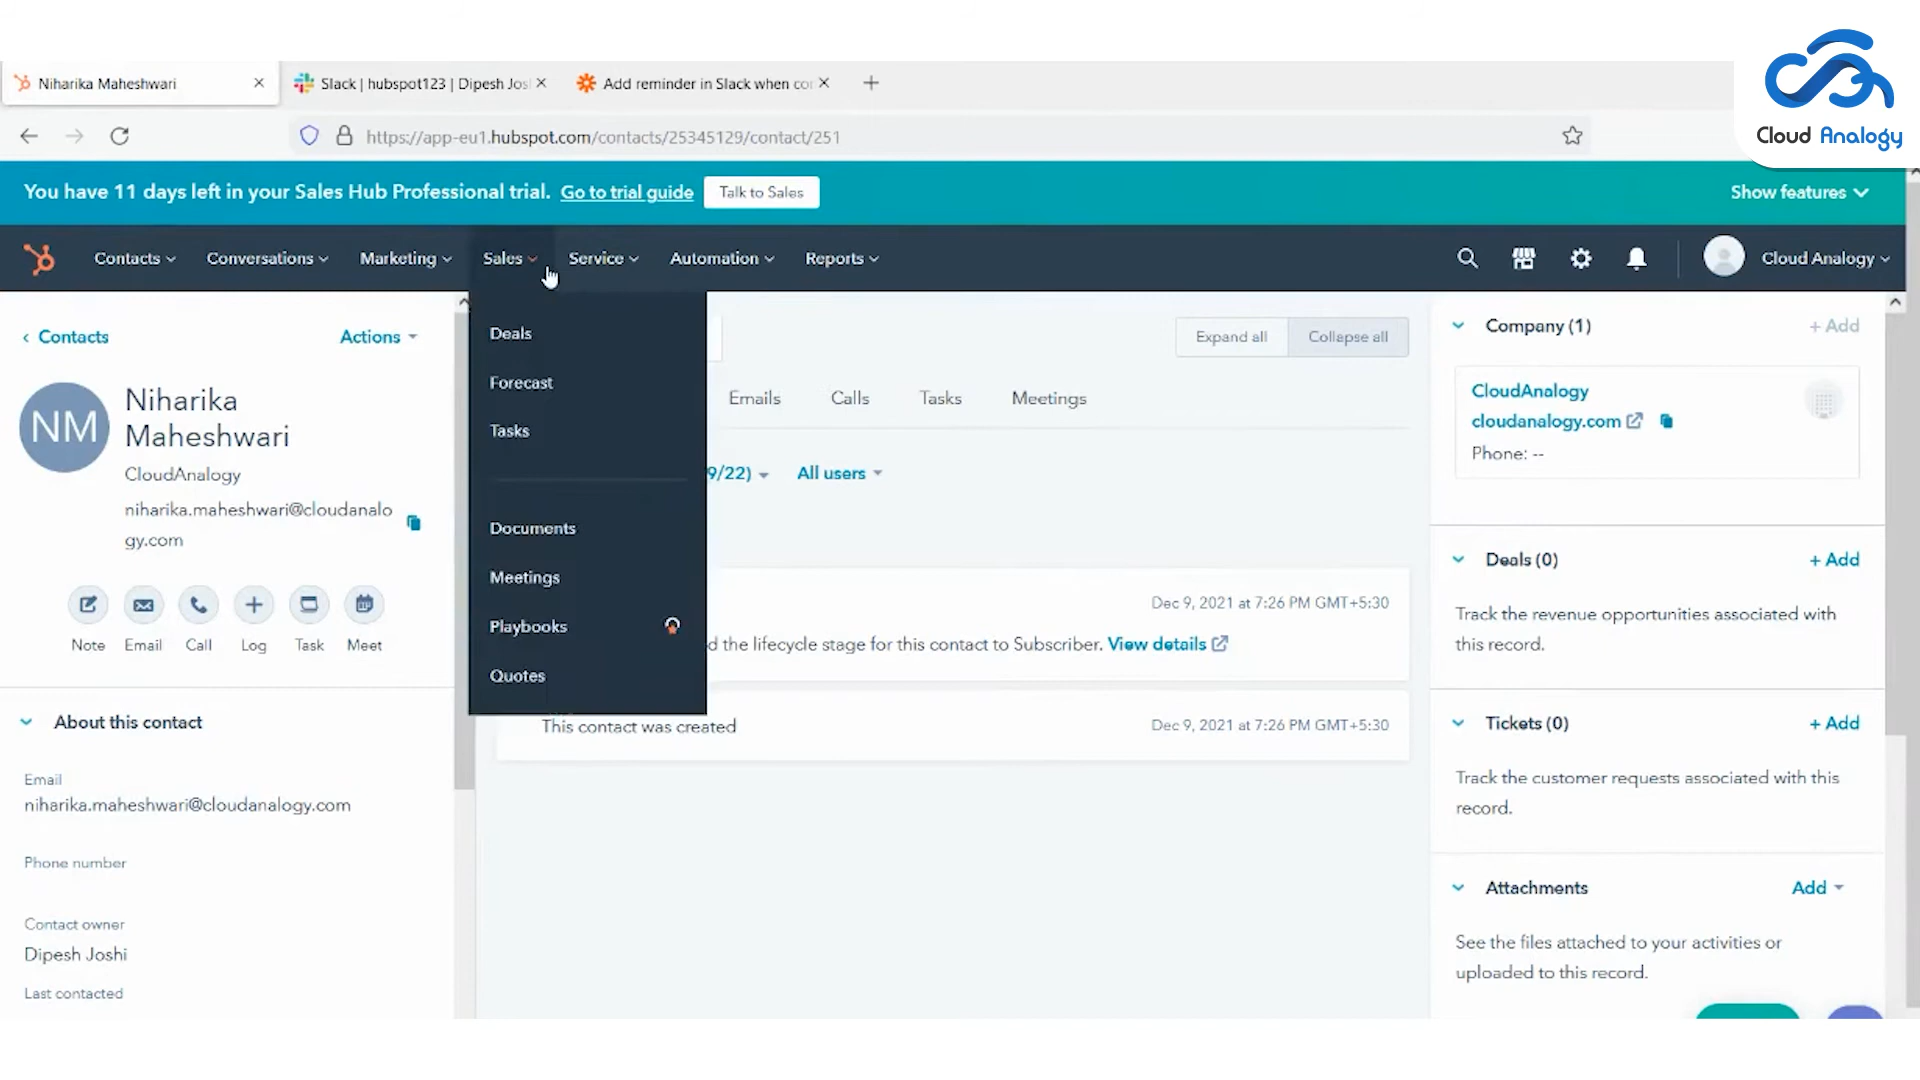 Cloud Analogy
Niharika Maheshwari
Slack | hubspot123 | Dipesh Jos
Add reminder in Slack when co
https://app-eu1.hubspot.com/contacts/25345129/contact/251
You have 11 days left in your Sales Hub Professional trial. Go to trial guide Talk to Sales Show features
Contacts Conversations Marketing Sales Service Automation Reports Cloud Analogy
Contacts Actions
NM
Niharika
Maheshwari
CloudAnalogy
niharika.maheshwari@cloudanalo
gy.com
Note Email Call Log Task Meet
About this contact
Email
niharika.maheshwari@cloudanalogy.com
Phone number
Contact owner
Dipesh Joshi
Last contacted
Deals
Forecast
Tasks
Documents
Meetings
Playbooks
Quotes
Expand all Collapse all
Emails Calls Tasks Meetings
9/22) All users
Dec 9, 2021 at 7:26 PM GMT+5:30
d the lifecycle stage for this contact to Subscriber. View details
This contact was created Dec 9, 2021 at 7:26 PM GMT+5:30
Company (1) + Add
CloudAnalogy
cloudanalogy.com
Phone: --
Deals (0) + Add
Track the revenue opportunities associated with
this record.
Tickets (0) + Add
Track the customer requests associated with this
record.
Attachments Add
See the files attached to your activities or
uploaded to this record.